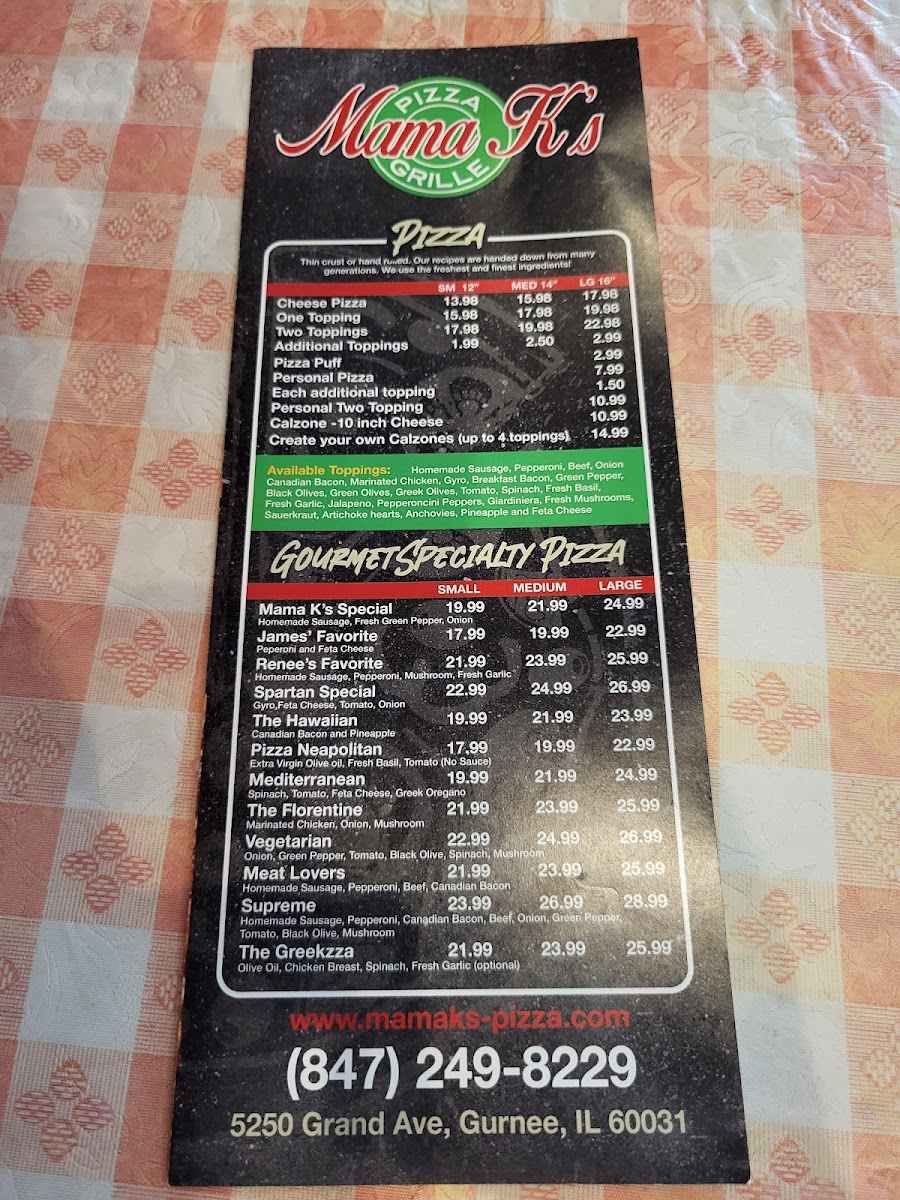 Mama K's
PIZZA
GRILLE
PIZZA
Thin crust or hand rolled. Our recipes are handed down from many
generations. We use the freshest and finest ingredients!
SM 12" MED 14" LG 16"
Cheese Pizza 13.98 15.98 17.98
One Topping 15.98 17.98 19.98
Two Toppings 17.98 19.98 22.98
Additional Toppings 1.99 2.50 2.99
Pizza Puff 2.99
Personal Pizza 7.99
Each additional topping 1.50
Personal Two Topping 10.99
Calzone -10 inch Cheese 10.99
Create your own Calzones (up to 4 toppings) 14.99
Available Toppings: Homemade Sausage, Pepperoni, Beef, Onion
Canadian Bacon, Marinated Chicken, Gyro, Breakfast Bacon, Green Pepper,
Black Olives, Green Olives, Greek Olives, Tomato, Spinach, Fresh Basil,
Fresh Garlic, Jalapeno, Pepperoncini Peppers, Giardiniera, Fresh Mushrooms,
Sauerkraut, Artichoke hearts, Anchovies, Pineapple and Feta Cheese
GOURMET SPECIALTY PIZZA
SMALL MEDIUM LARGE
Mama K's Special 19.99 21.99 24.99
Homemade Sausage, Fresh Green Pepper, Onion
James' Favorite 17.99 19.99 22.99
Peperoni and Feta Cheese
Renee's Favorite 21.99 23.99 25.99
Homemade Sausage, Pepperoni, Mushroom, Fresh Garlic
Spartan Special 22.99 24.99 26.99
Gyro,Feta Cheese, Tomato, Onion
The Hawaiian 19.99 21.99 23.99
Canadian Bacon and Pineapple
Pizza Neapolitan 17.99 19.99 22.99
Extra Virgin Olive oil, Fresh Basil, Tomato (No Sauce)
Mediterranean 19.99 21.99 24.99
Spinach, Tomato, Feta Cheese, Greek Oregano
The Florentine 21.99 23.99 25.99
Marinated Chicken, Onion, Mushroom
Vegetarian 22.99 24.99 26.99
Onion, Green Pepper, Tomato, Black Olive, Spinach, Mushroom
Meat Lovers 21.99 23.99 25.99
Homemade Sausage, Pepperoni, Beef, Canadian Bacon
Supreme 23.99 26.99 28.99
Homemade Sausage, Pepperoni, Canadian Bacon, Beef, Onion, Green Pepper,
Tomato, Black Olive, Mushroom
The Greekzza 21.99 23.99 25.99
Olive Oil, Chicken Breast, Spinach, Fresh Garlic (optional)
www.mamaks-pizza.com
(847) 249-8229
5250 Grand Ave, Gurnee, IL 60031